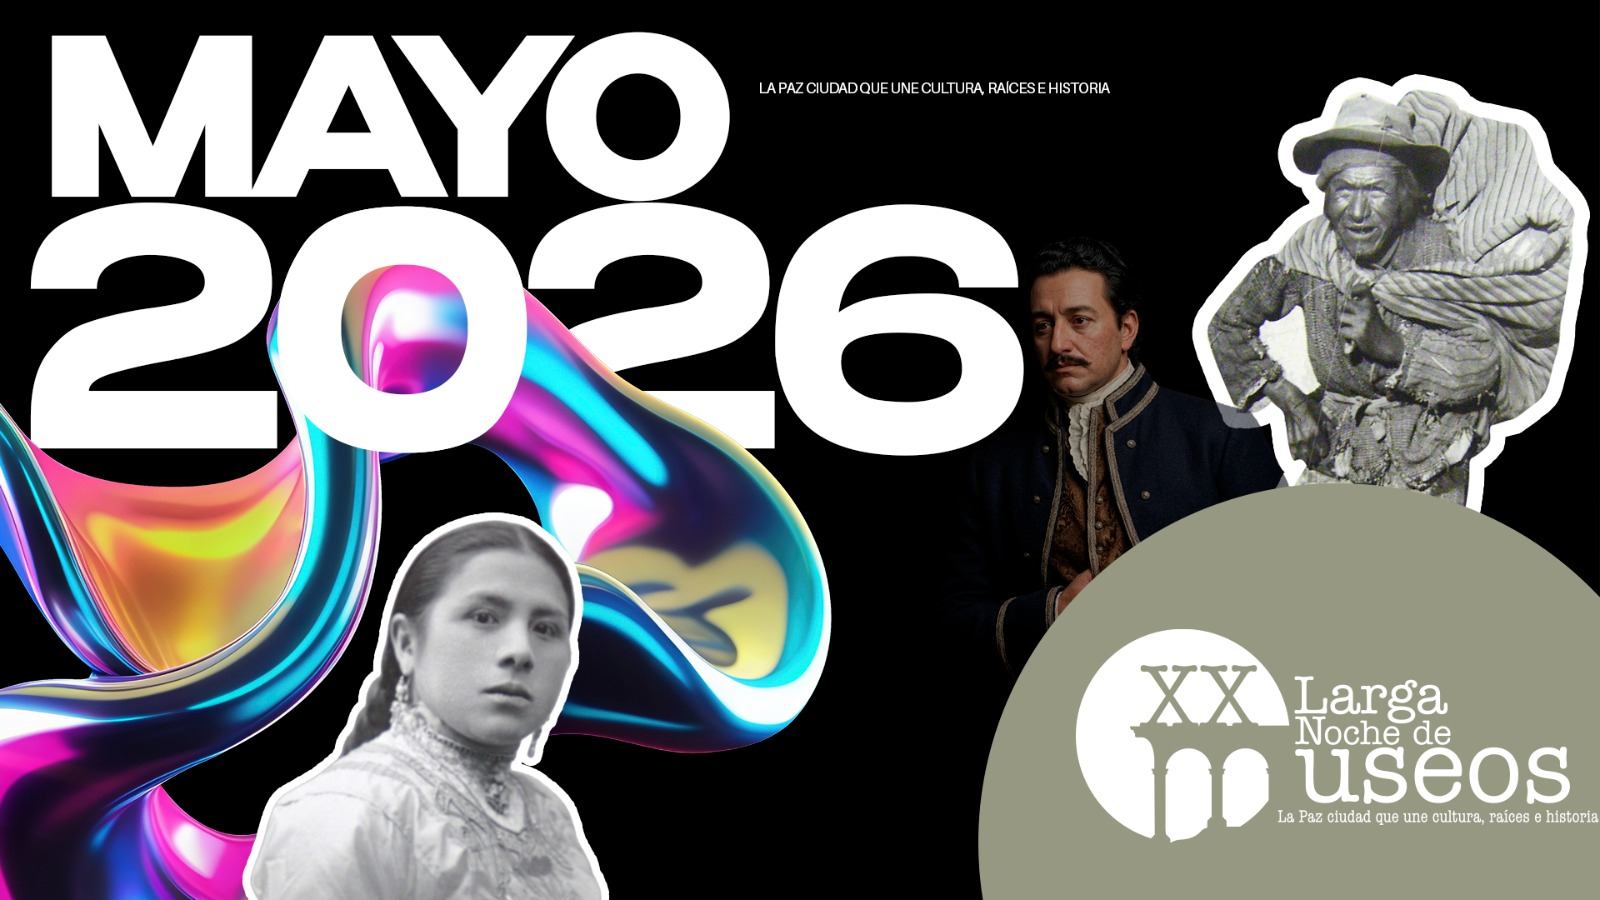 MAYO
2026
LA PAZ CIUDAD QUE UNE CULTURA, RAÍCES E HISTORIA
XX
Larga
Noche de
museos
La Paz ciudad que une cultura, raíces e historia